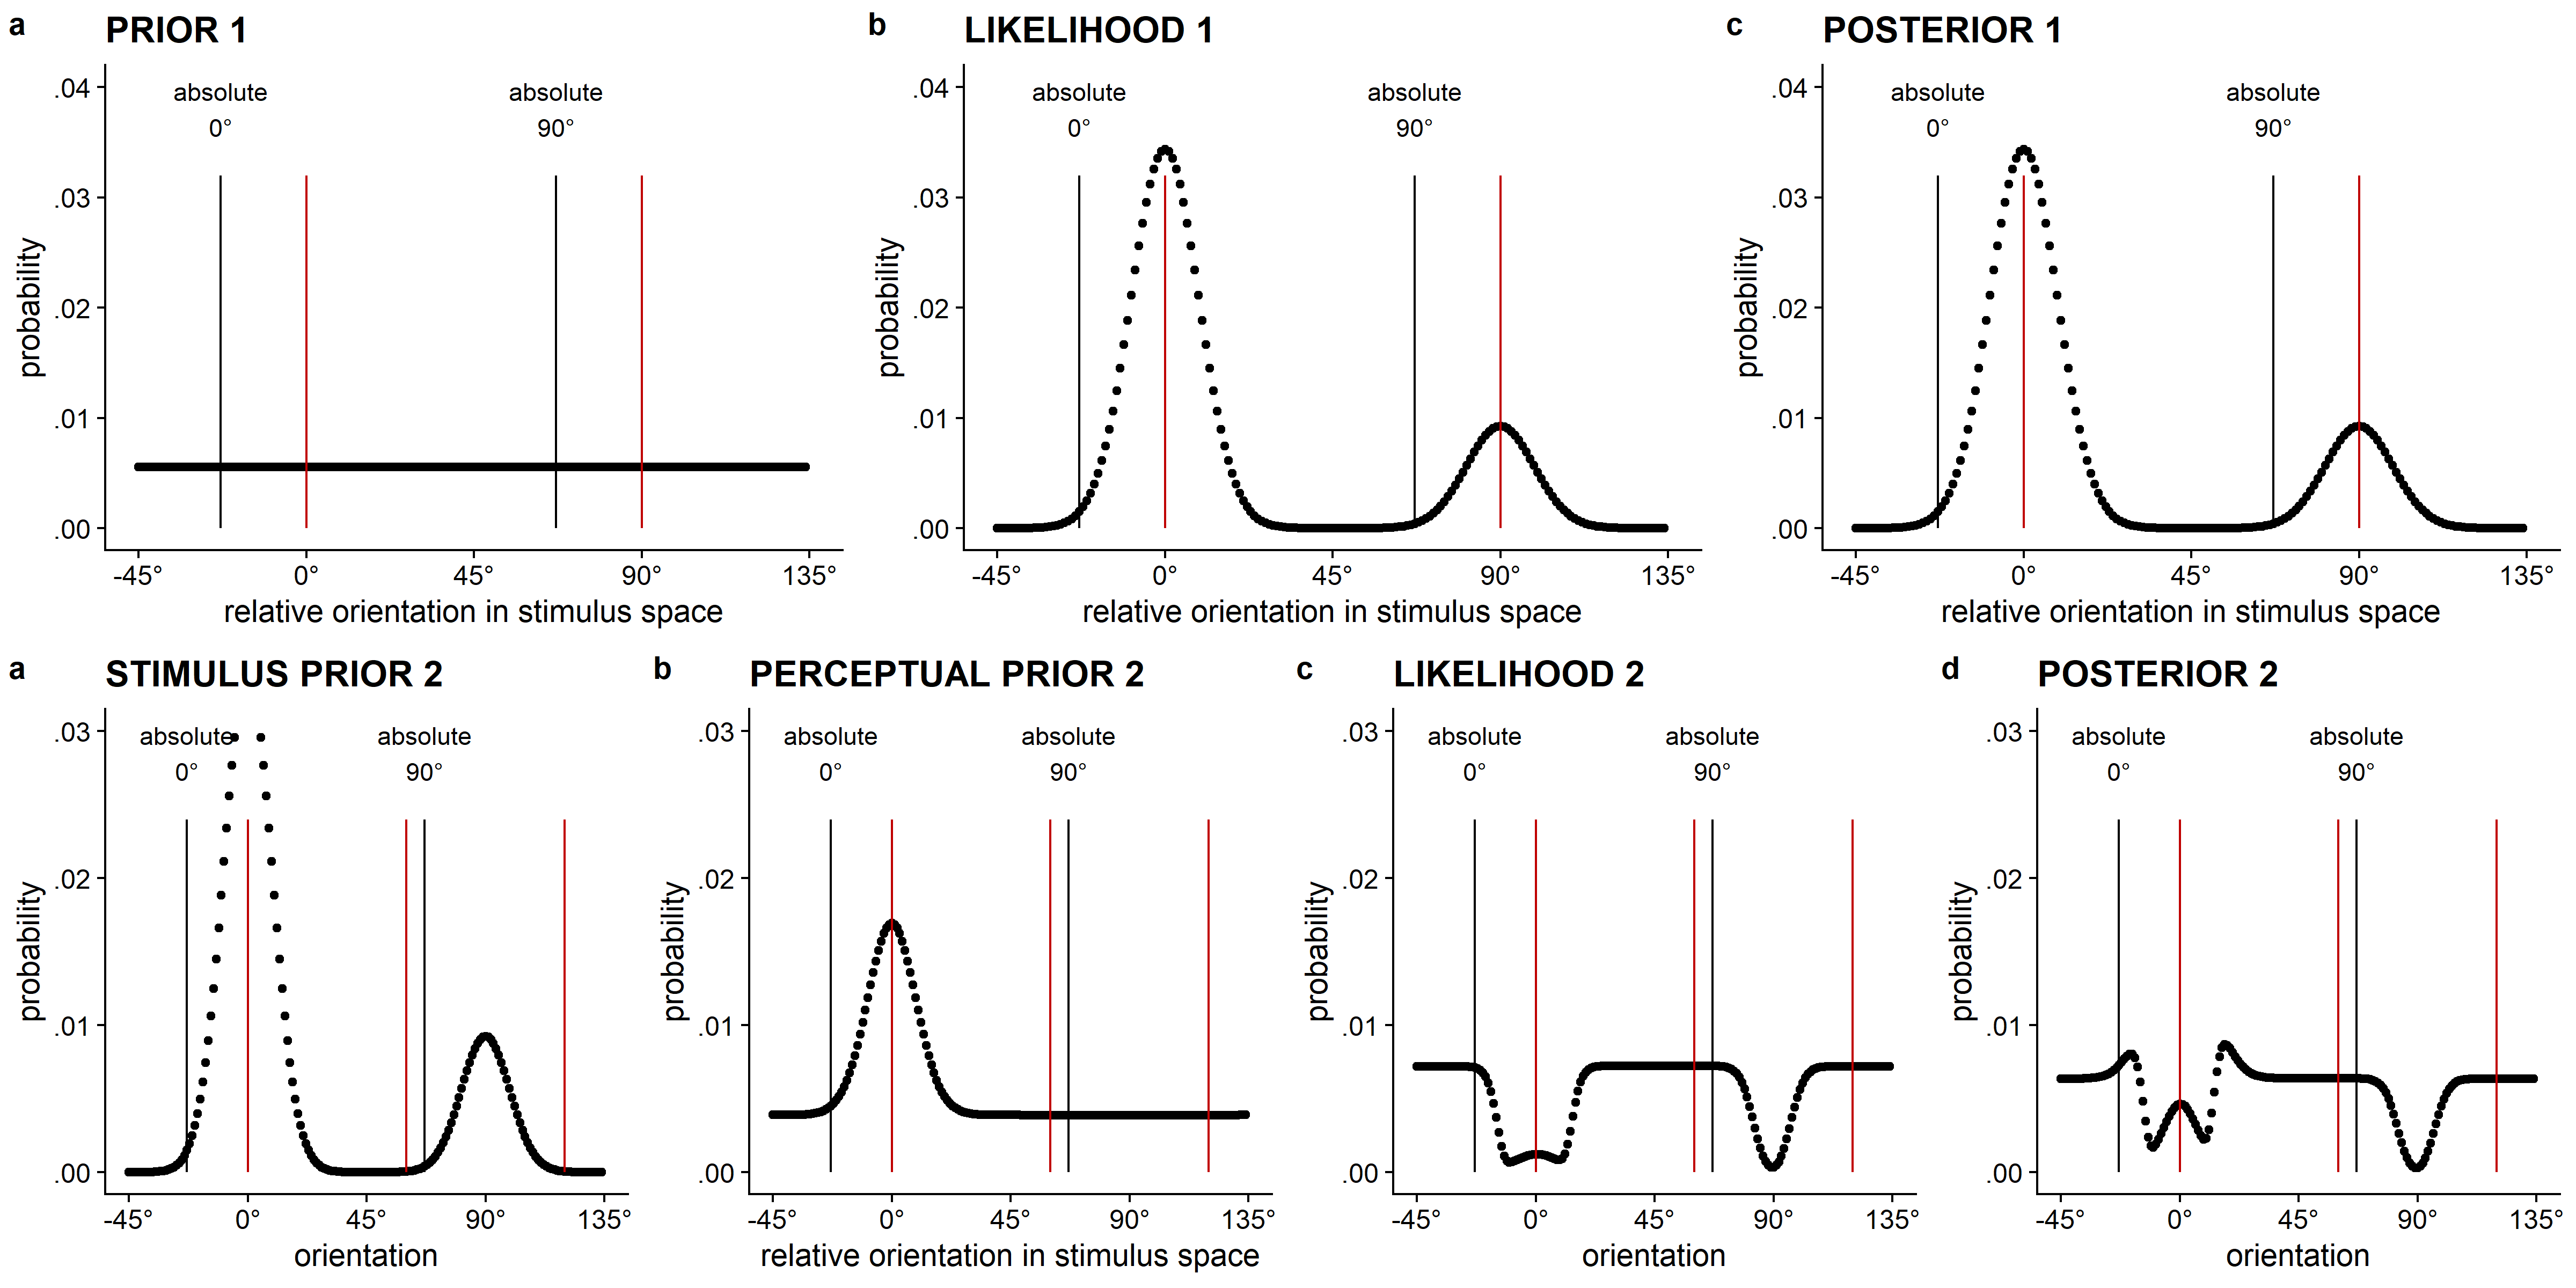 a PRIOR 1
absolute
0°
absolute
90°
.04
.03
.02
.01
.00
probability
-45° 0° 45° 90° 135°
relative orientation in stimulus space
b LIKELIHOOD 1
absolute
0°
absolute
90°
.04
.03
.02
.01
.00
probability
-45° 0° 45° 90° 135°
relative orientation in stimulus space
c POSTERIOR 1
absolute
0°
absolute
90°
.04
.03
.02
.01
.00
probability
-45° 0° 45° 90° 135°
relative orientation in stimulus space
a STIMULUS PRIOR 2
absolute
0°
absolute
90°
.03
.02
.01
.00
probability
-45° 0° 45° 90° 135°
orientation
b PERCEPTUAL PRIOR 2
absolute
0°
absolute
90°
.03
.02
.01
.00
probability
-45° 0° 45° 90° 135°
relative orientation in stimulus space
c LIKELIHOOD 2
absolute
0°
absolute
90°
.03
.02
.01
.00
probability
-45° 0° 45° 90° 135°
orientation
d POSTERIOR 2
absolute
0°
absolute
90°
.03
.02
.01
.00
probability
-45° 0° 45° 90° 135°
orientation